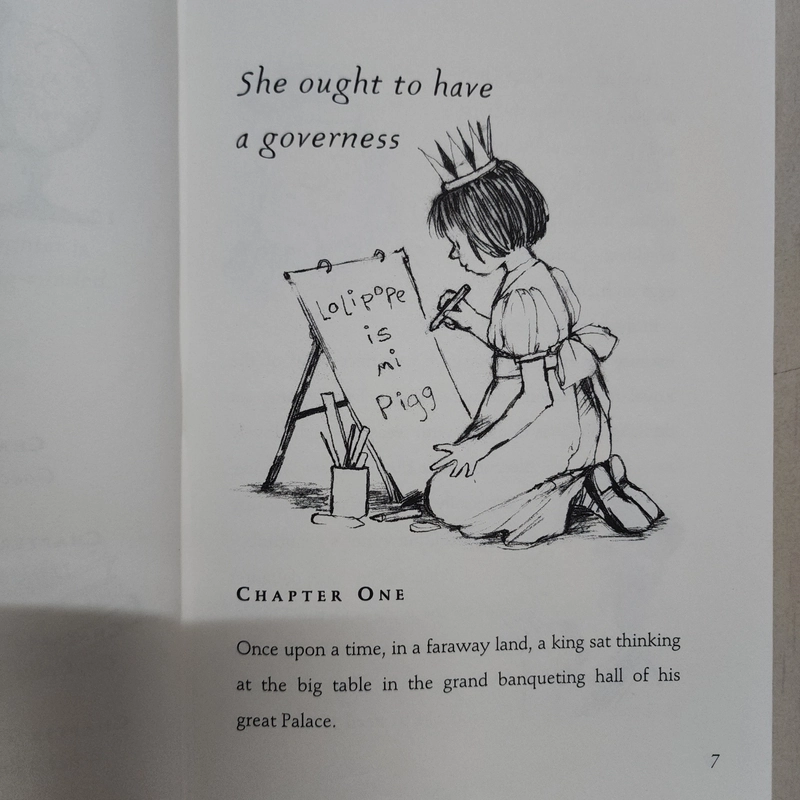 She ought to have
a governess
Lolipope
is
mi
Pigg
CHAPTER ONE
Once upon a time, in a faraway land, a king sat thinking
at the big table in the grand banqueting hall of his
great Palace.
7